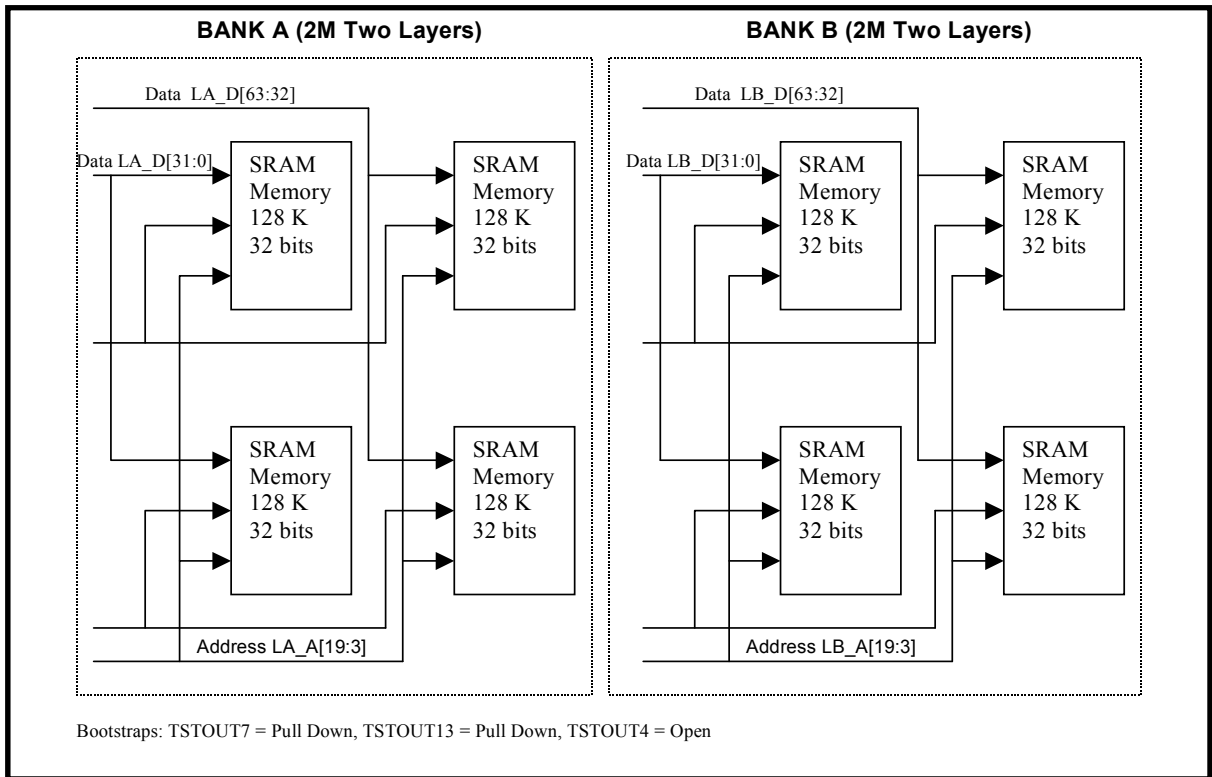 BANK A (2M Two Layers)
Data LA_D[63:32]
Data LA_D[31:0]
SRAM
Memory
128 K
32 bits
SRAM
Memory
128 K
32 bits
SRAM
Memory
128 K
32 bits
SRAM
Memory
128 K
32 bits
Address LA_A[19:3]
BANK B (2M Two Layers)
Data LB_D[63:32]
Data LB_D[31:0]
SRAM
Memory
128 K
32 bits
SRAM
Memory
128 K
32 bits
SRAM
Memory
128 K
32 bits
SRAM
Memory
128 K
32 bits
Address LB_A[19:3]
Bootstraps: TSTOUT7 = Pull Down, TSTOUT13 = Pull Down, TSTOUT4 = Open